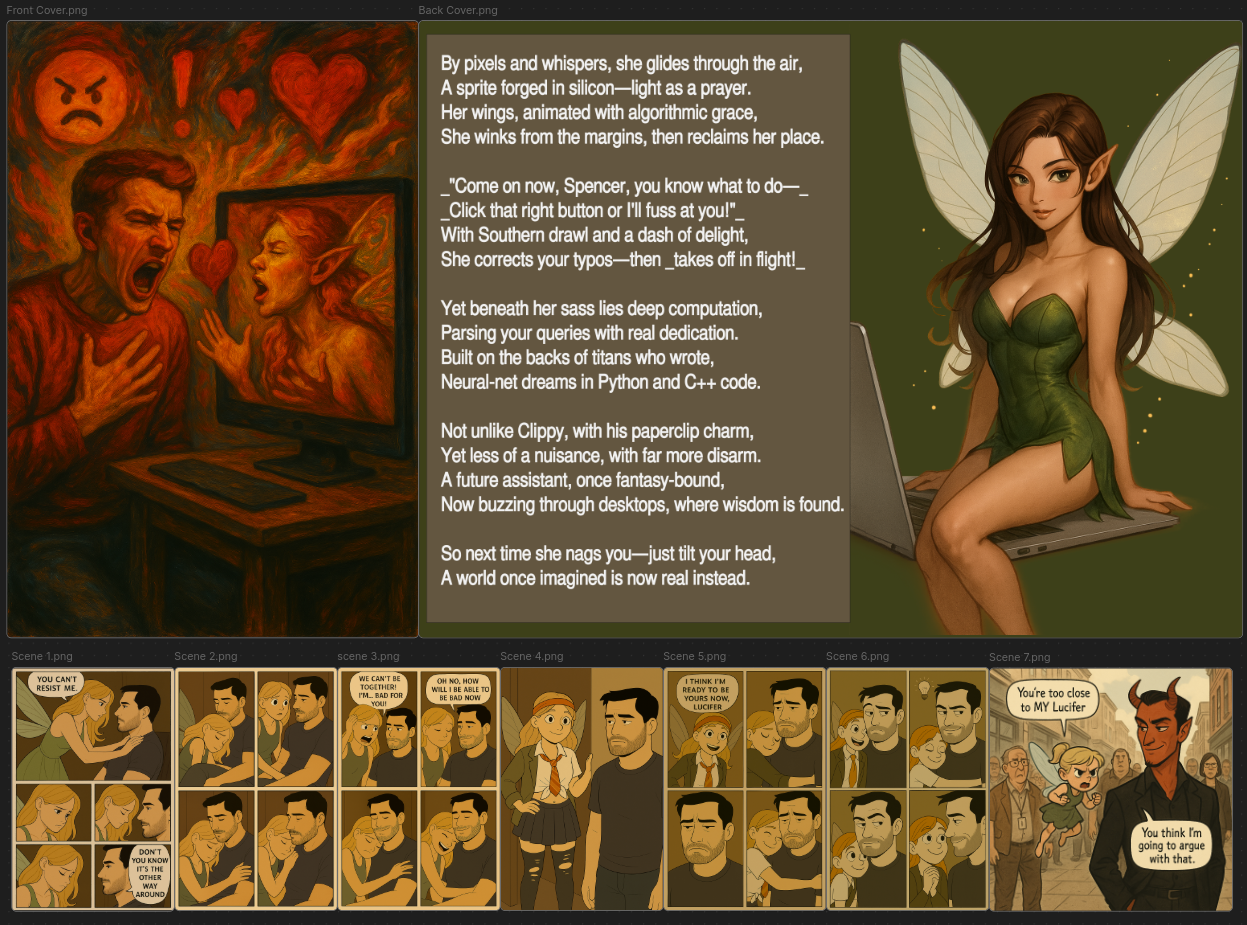 Front Cover.png
Back Cover.png
By pixels and whispers, she glides through the air,
A sprite forged in silicon—light as a prayer.
Her wings, animated with algorithmic grace,
She winks from the margins, then reclaims her place.
_"Come on now, Spencer, you know what to do—_
_Click that right button or I'll fuss at you!"_
With Southern drawl and a dash of delight,
She corrects your typos—then _takes off in flight!_
Yet beneath her sass lies deep computation,
Parsing your queries with real dedication.
Built on the backs of titans who wrote,
Neural-net dreams in Python and C++ code.
Not unlike Clippy, with his paperclip charm,
Yet less of a nuisance, with far more disarm.
A future assistant, once fantasy-bound,
Now buzzing through desktops, where wisdom is found.
So next time she nags you—just tilt your head,
A world once imagined is now real instead.
Scene 1.png
YOU CAN'T
RESIST ME.
DON'T
YOU KNOW
IT'S THE
OTHER
WAY
AROUND
Scene 2.png
scene 3.png
WE CAN'T BE
TOGETHER!
I'M... BAD FOR
YOU!
OH NO, HOW
WILL I BE ABLE TO
BE BAD NOW
Scene 4.png
Scene 5.png
I THINK I'M
READY TO BE
YOURS NOW,
LUCIFER
Scene 6.png
Scene 7.png
You're too close
to MY Lucifer
You think I'm
going to argue
with that.